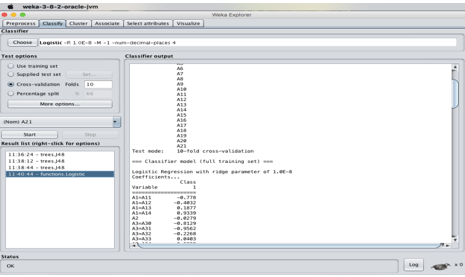 weka-3-8-2-oracle-jvm
Weka Explorer
Preprocess Classify Cluster Associate Select attributes Visualize
Classifier
Choose Logistic -R 1.0E-8 -M -1 -num-decimal-places 4
Test options
Use training set
Supplied test set Set...
Cross-validation Folds 10
Percentage split %
More options...
(Nom) A21
Start Stop
Result list (right-click for options)
11:36:24 - trees.J48
11:38:12 - trees.J48
11:38:44 - trees.J48
11:40:44 - functions.Logistic
Classifier output
A6
A7
A8
A9
A10
A11
A12
A13
A14
A15
A16
A17
A18
A19
A20
A21
Test mode: 10-fold cross-validation
=== Classifier model (full training set) ===
Logistic Regression with ridge parameter of 1.0E-8
Coefficients...
Class
Variable 1
A1=A11 -0.778
A1=A12 -0.4032
A1=A13 0.1877
A1=A14 0.9339
A2 -0.0279
A3=A30 -0.8129
A3=A31 -0.9562
A3=A32 -0.2268
A3=A33 0.0403
Status
OK
Log x 0